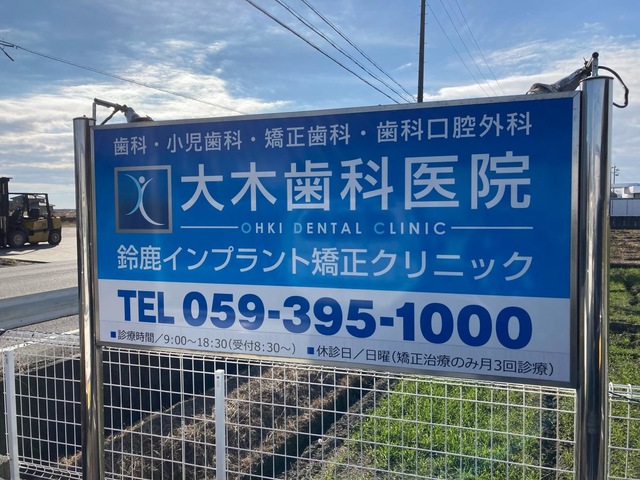 歯科・小児歯科・矯正歯科・歯科口腔外科
大木歯科医院
OHKI DENTAL CLINIC
鈴鹿インプラント矯正クリニック
TEL 059-395-1000
■診療時間／9:00〜18:30(受付8:30〜) ■休診日／日曜(矯正治療のみ月3回診療)